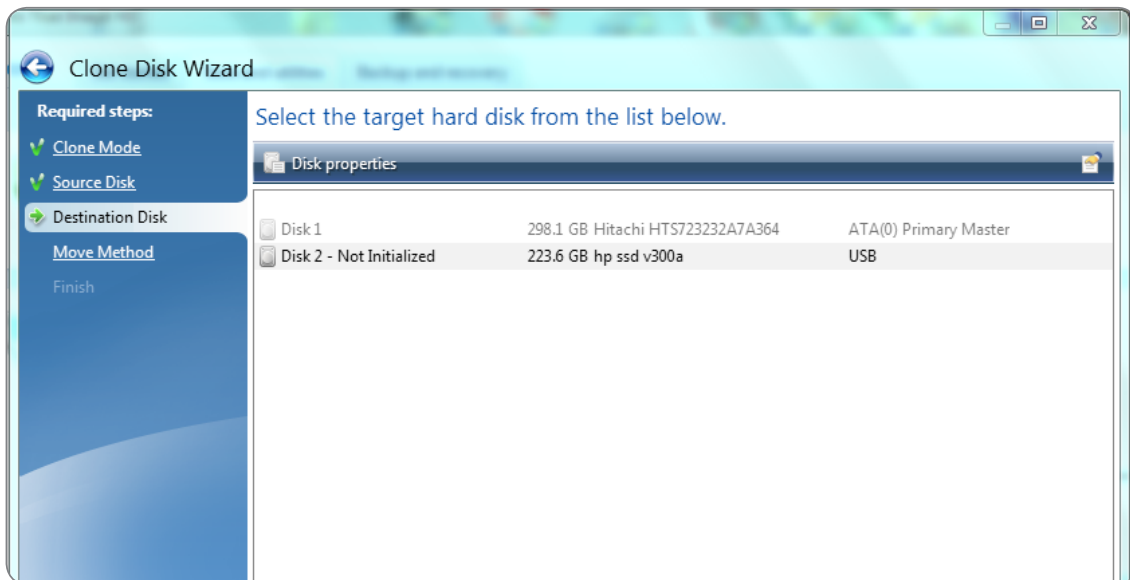 Clone Disk Wizard
Required steps:
Clone Mode
Source Disk
Destination Disk
Move Method
Finish
Select the target hard disk from the list below.
Disk properties
Disk 1 298.1 GB Hitachi HTS723232A7A364 ATA(0) Primary Master
Disk 2 - Not Initialized 223.6 GB hp ssd v300a USB